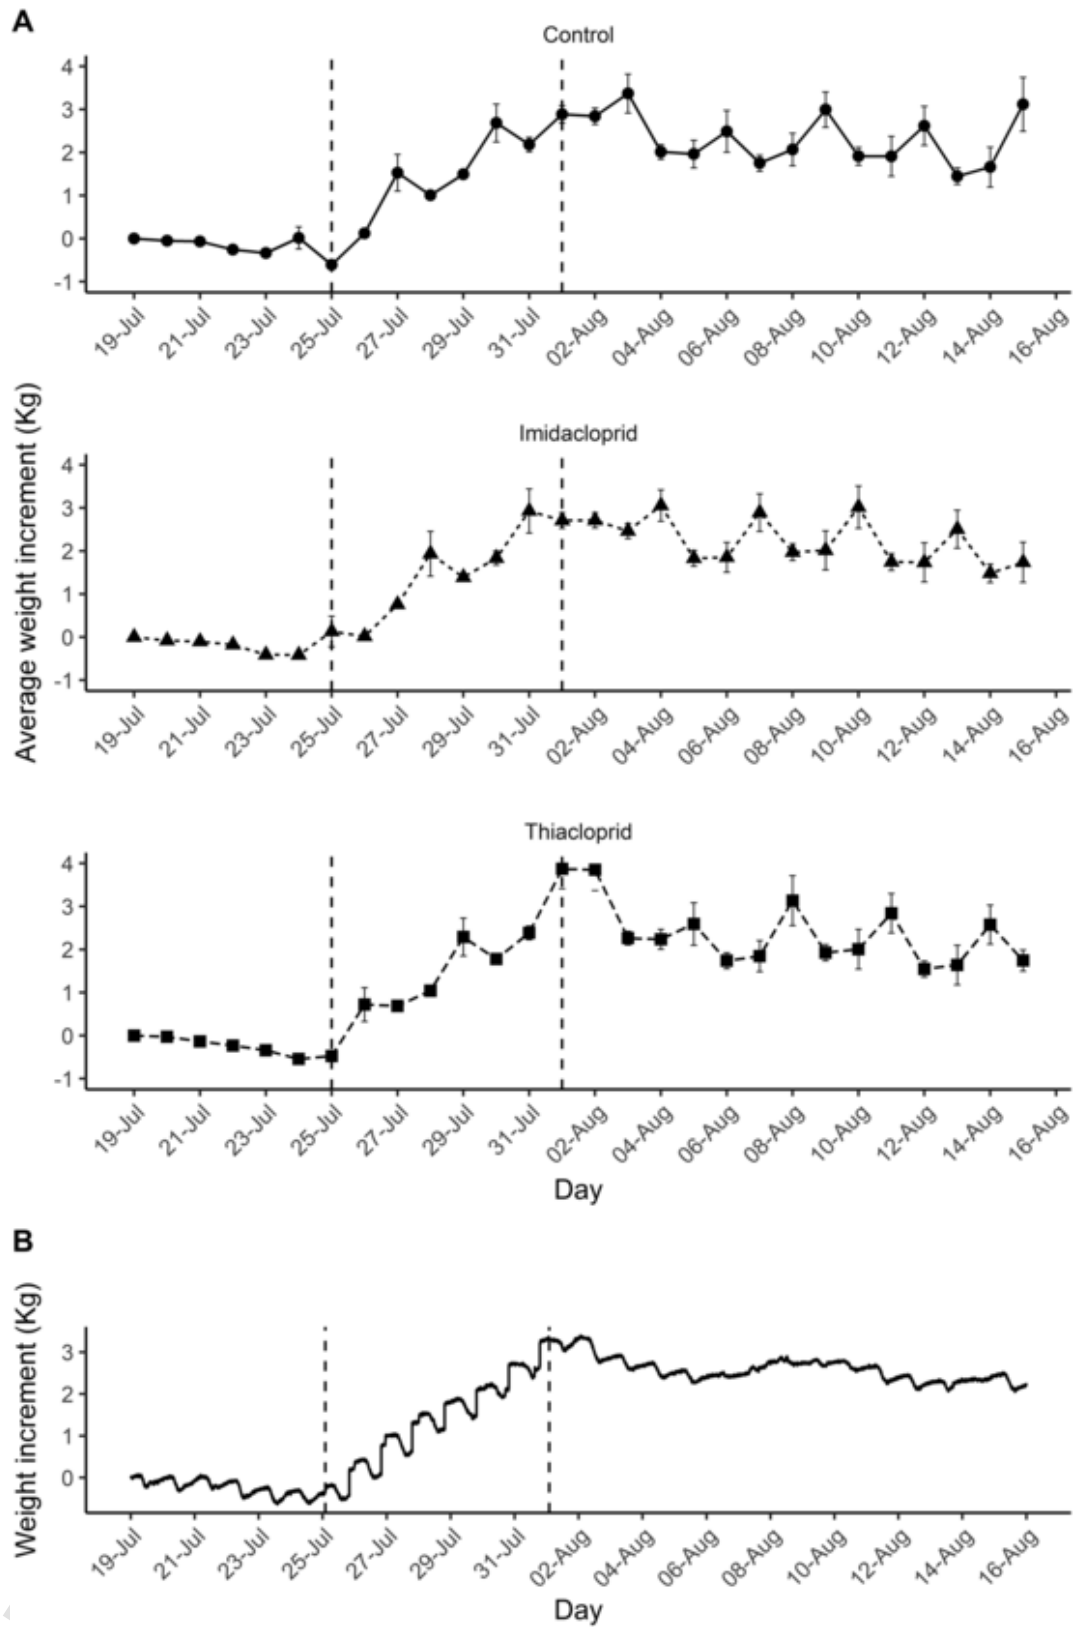 A
Control
4
3
2
1
0
-1
19-Jul 21-Jul 23-Jul 25-Jul 27-Jul 29-Jul 31-Jul 02-Aug 04-Aug 06-Aug 08-Aug 10-Aug 12-Aug 14-Aug 16-Aug
Average weight increment (Kg)
Imidacloprid
4
3
2
1
0
-1
19-Jul 21-Jul 23-Jul 25-Jul 27-Jul 29-Jul 31-Jul 02-Aug 04-Aug 06-Aug 08-Aug 10-Aug 12-Aug 14-Aug 16-Aug
Thiacloprid
4
3
2
1
0
-1
19-Jul 21-Jul 23-Jul 25-Jul 27-Jul 29-Jul 31-Jul 02-Aug 04-Aug 06-Aug 08-Aug 10-Aug 12-Aug 14-Aug 16-Aug
Day
B
Weight increment (Kg)
3
2
1
0
19-Jul 21-Jul 23-Jul 25-Jul 27-Jul 29-Jul 31-Jul 02-Aug 04-Aug 06-Aug 08-Aug 10-Aug 12-Aug 14-Aug 16-Aug
Day